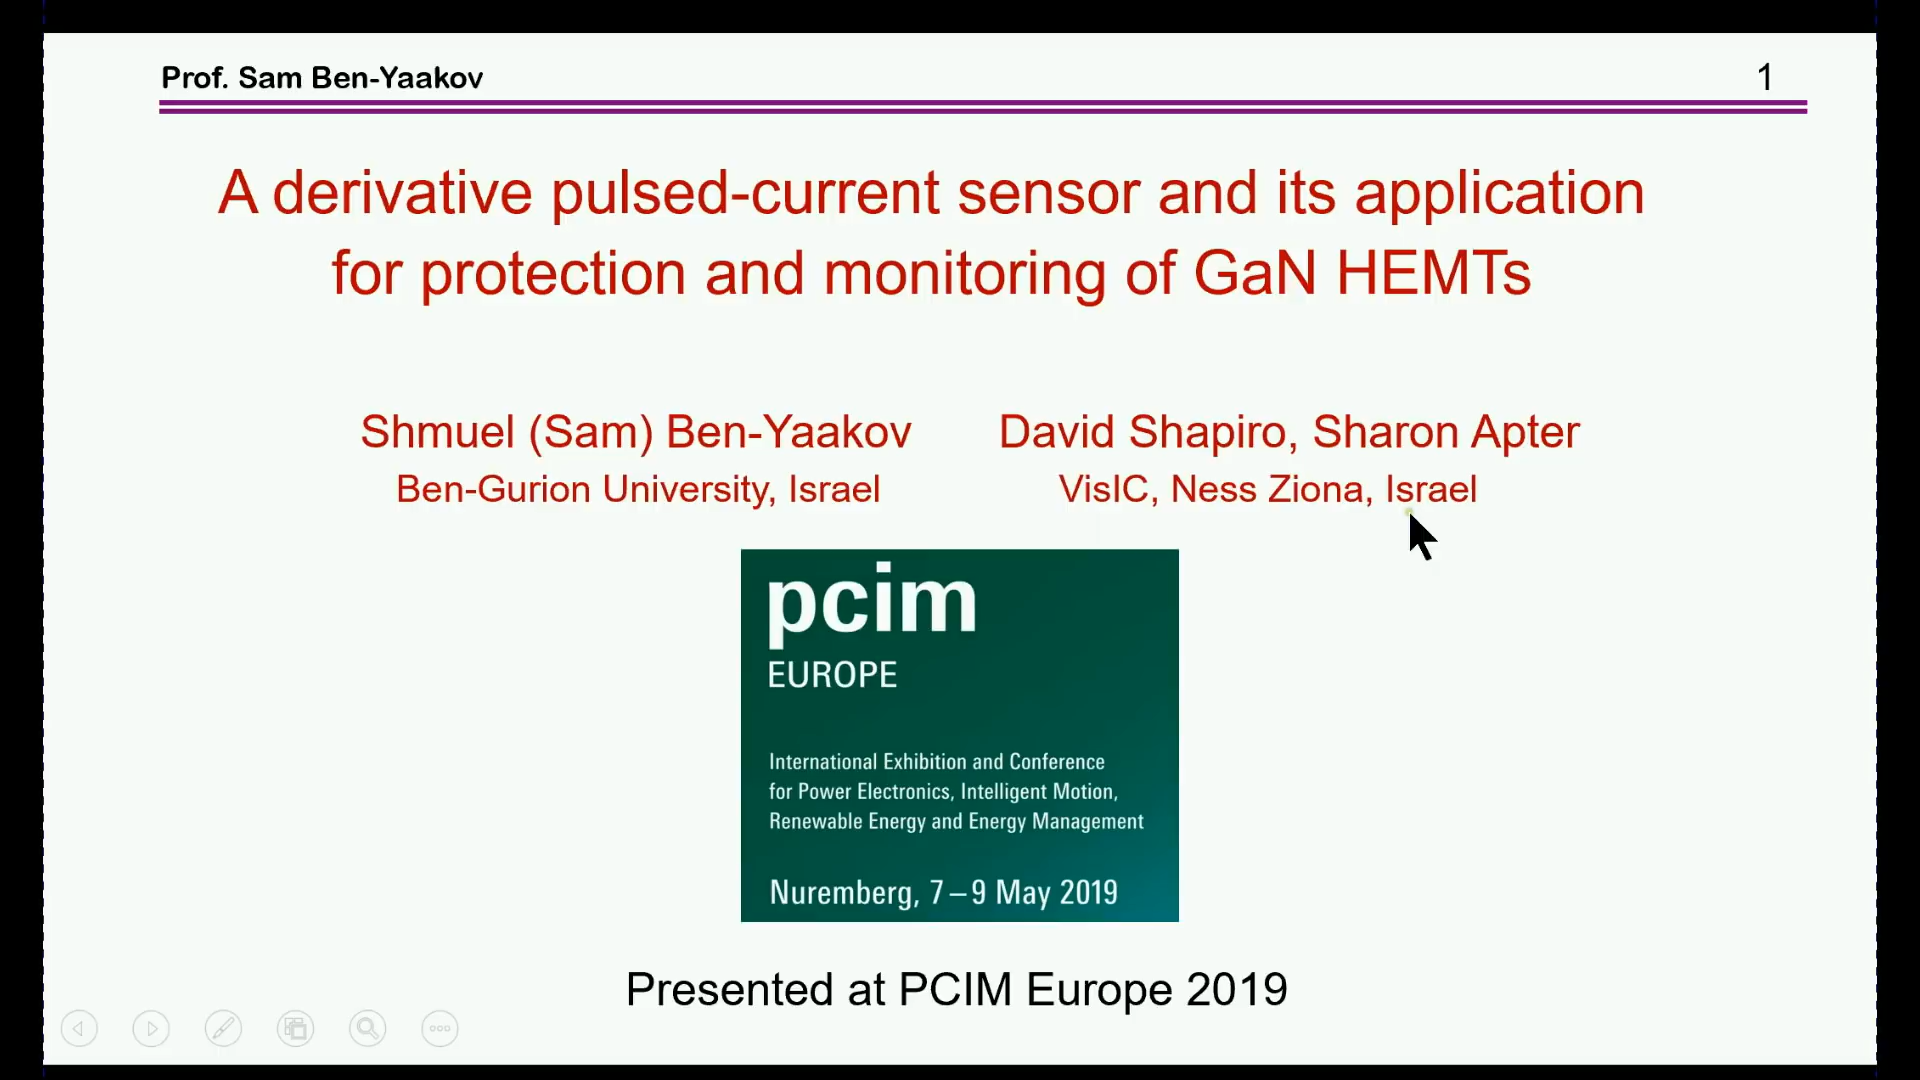 Prof. Sam Ben-Yaakov
1
A derivative pulsed-current sensor and its application
for protection and monitoring of GaN HEMTs
Shmuel (Sam) Ben-Yaakov
Ben-Gurion University, Israel
David Shapiro, Sharon Apter
VisIC, Ness Ziona, Israel
pcim
EUROPE
International Exhibition and Conference
for Power Electronics, Intelligent Motion,
Renewable Energy and Energy Management
Nuremberg, 7–9 May 2019
Presented at PCIM Europe 2019